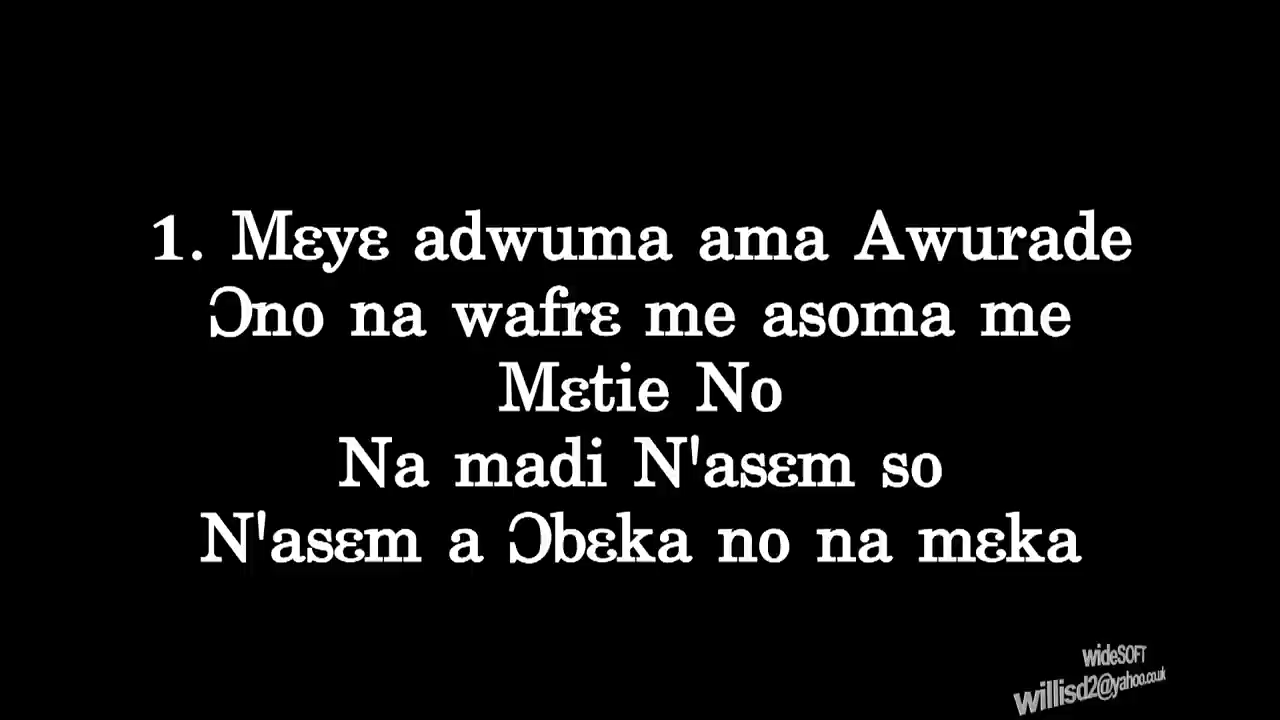 1. Mɛyɛ adwuma ama Awurade
Ɔno na wafrɛ me asoma me
Mɛtie No
Na madi N'asɛm so
N'asɛm a Ɔbɛka no na mɛka
wideSOFT
willisd2@yahoo.co.uk